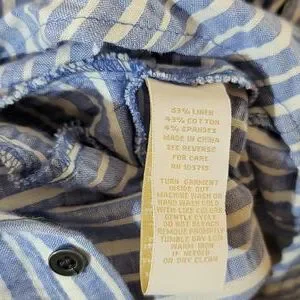 53% LINEN
43% COTTON
4% SPANDEX
MADE IN CHINA
SEE REVERSE
FOR CARE
RN 103715
TURN GARMENT
INSIDE OUT
MACHINE WASH OR
HAND WASH COLD
WITH LIKE COLORS
GENTLE CYCLE
DO NOT BLEACH
REMOVE PROMPTLY
TUMBLE DRY LOW
WARM IRON
IF NEEDED
OR DRY CLEAN